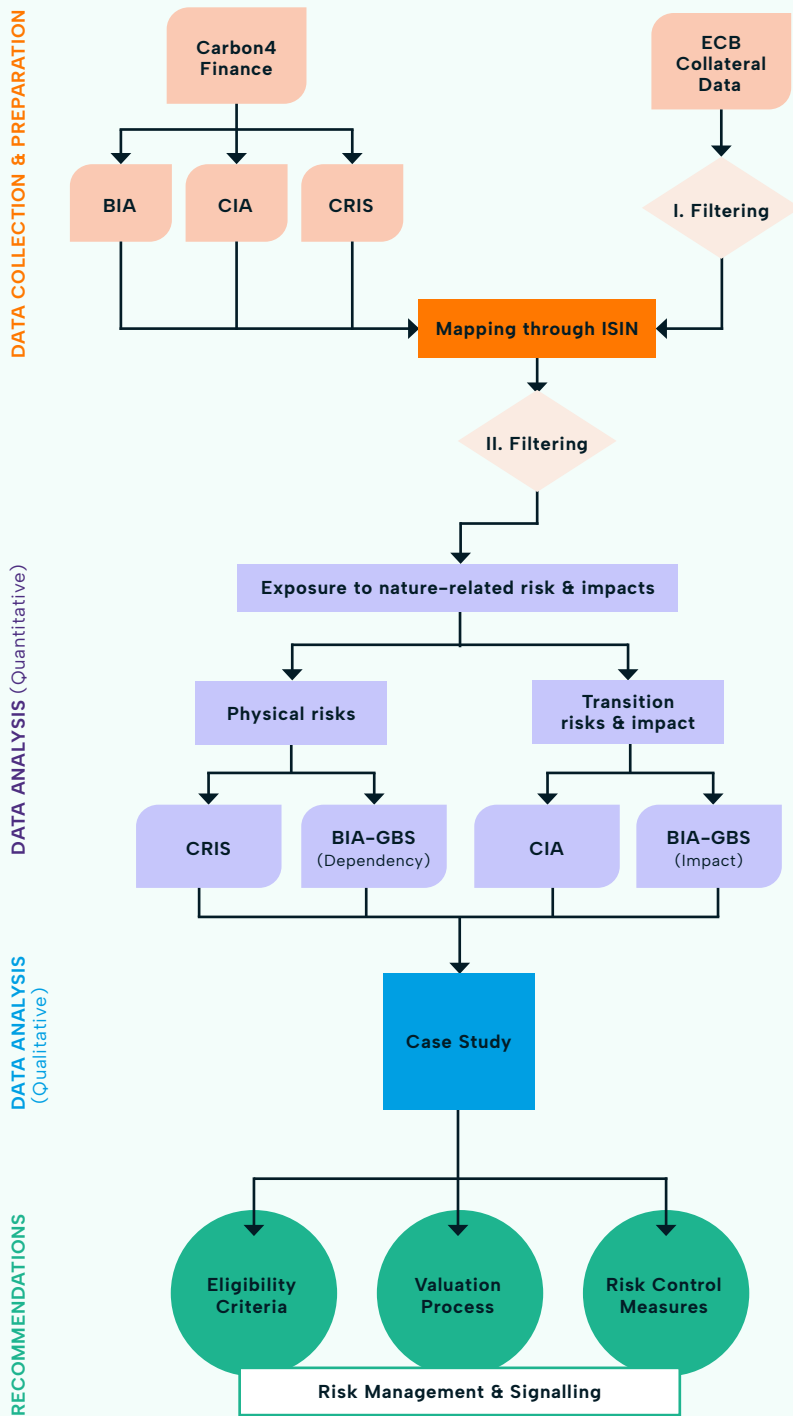 DATA COLLECTION & PREPARATION
Carbon4
Finance
ECB
Collateral
Data
BIA
CIA
CRIS
I. Filtering
Mapping through ISIN
II. Filtering
DATA ANALYSIS (Quantitative)
Exposure to nature-related risk & impacts
Physical risks
Transition
risks & impact
CRIS
BIA-GBS
(Dependency)
CIA
BIA-GBS
(Impact)
DATA ANALYSIS
(Qualitative)
Case Study
RECOMMENDATIONS
Eligibility
Criteria
Valuation
Process
Risk Control
Measures
Risk Management & Signalling